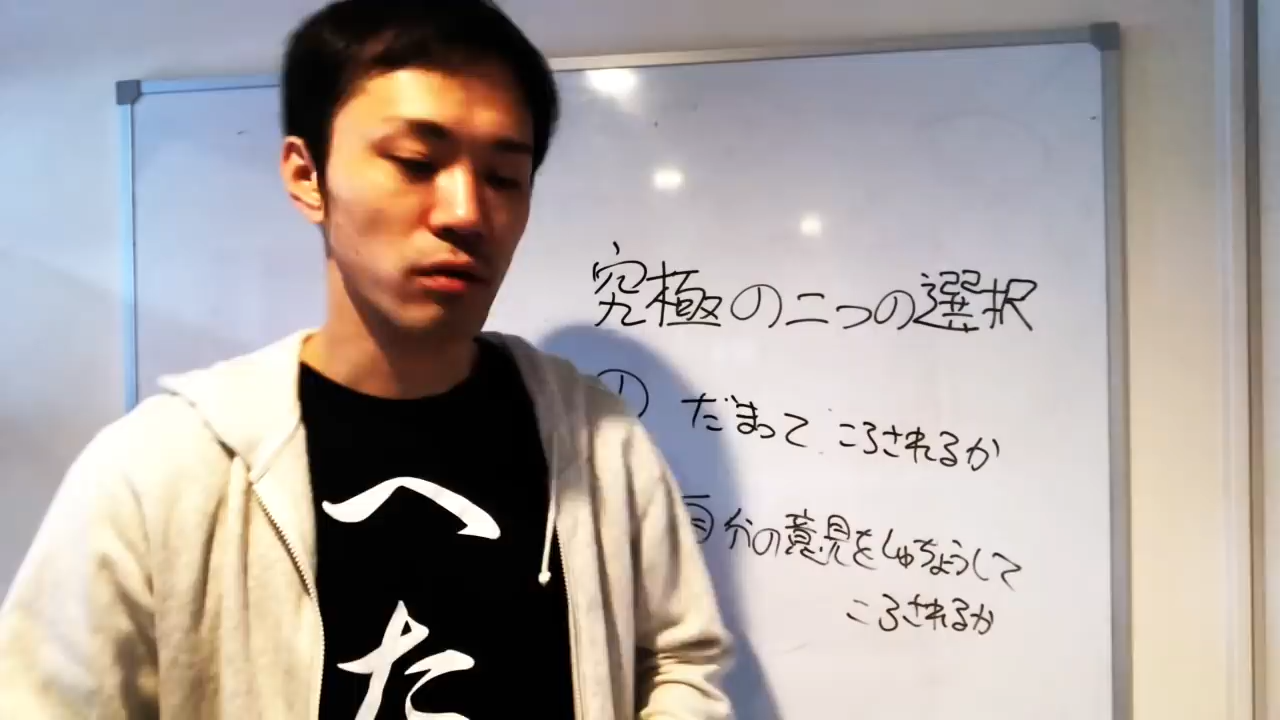 究極の二つの選択
① だまって、ころされるか
自分の意見をしゅちょうして
ころされるか
へた